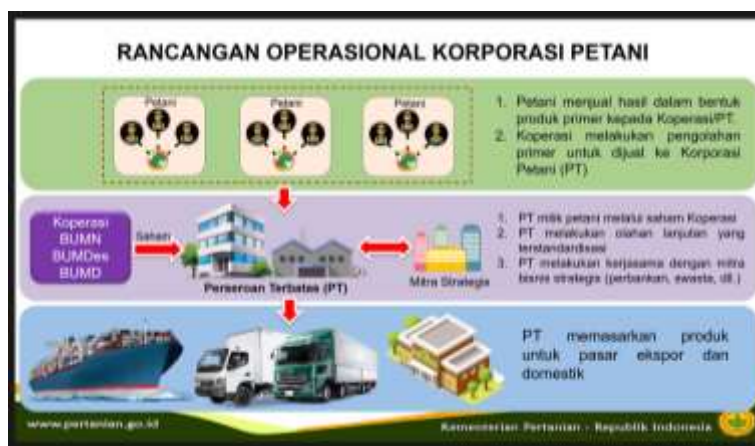 RANCANGAN OPERASIONAL KORPORASI PETANI
Petani
Petani
Petani
1. Petani menjual hasil dalam bentuk
produk primer kepada Koperasi/PT.
2. Koperasi melakukan pengolahan
primer untuk dijual ke Korporasi
Petani (PT)
Koperasi
BUMN
BUMDes
BUMD
Saham
Perseroan Terbatas (PT)
Mitra Strategis
1. PT milik petani melalui saham Koperasi
2. PT melakukan olahan lanjutan yang
terstandardisasi
3. PT melakukan kerjasama dengan mitra
bisnis strategis (perbankan, swasta, dll.)
PT memasarkan produk
untuk pasar ekspor dan
domestik
www.pertanian.go.id
Kementerian Pertanian - Republik Indonesia